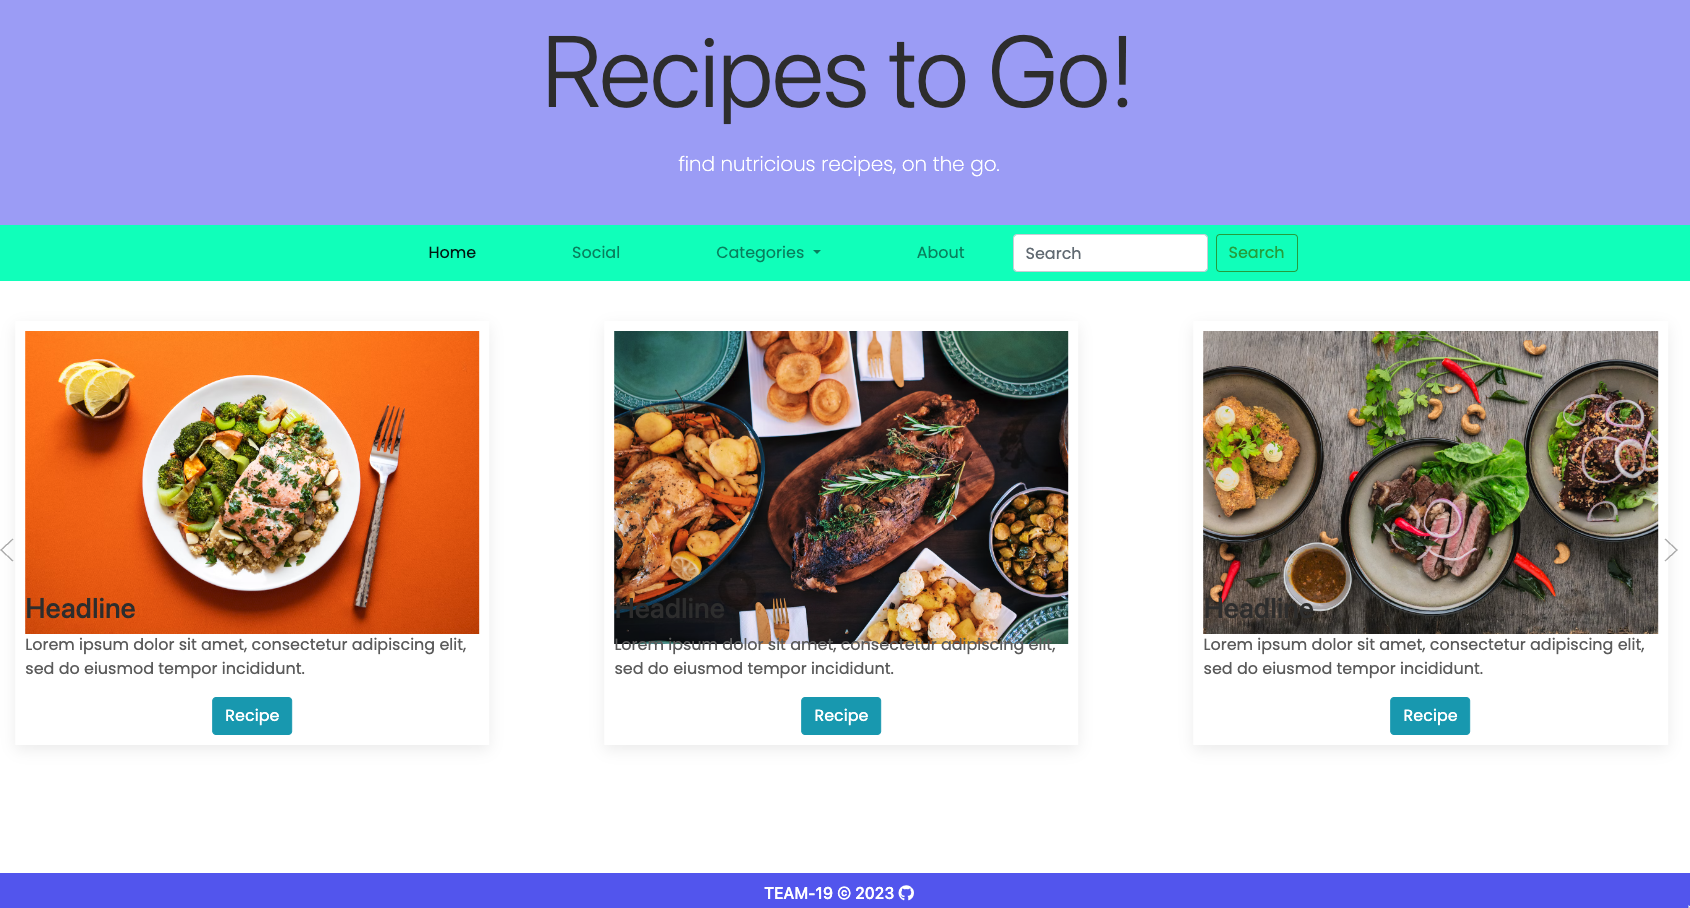 Recipes to Go!
find nutricious recipes, on the go.
Home Social Categories About Search Search
Headline
Lorem ipsum dolor sit amet, consectetur adipiscing elit,
sed do eiusmod tempor incididunt.
Recipe
Headline
Lorem ipsum dolor sit amet, consectetur adipiscing elit,
sed do eiusmod tempor incididunt.
Recipe
Headline
Lorem ipsum dolor sit amet, consectetur adipiscing elit,
sed do eiusmod tempor incididunt.
Recipe
TEAM-19 © 2023